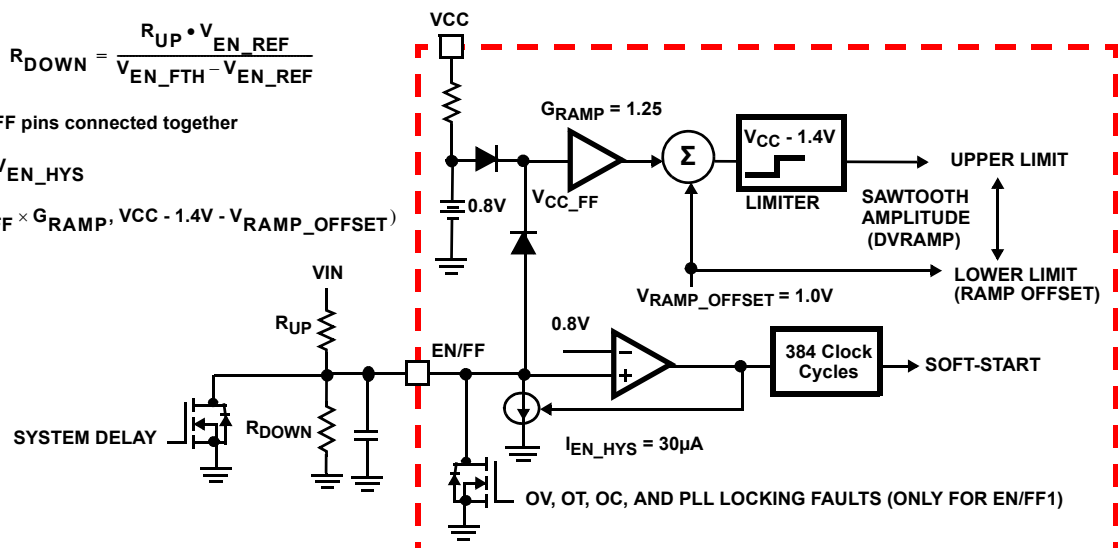 VCC
R_DOWN = R_UP • V_EN_REF / V_EN_FTH – V_EN_REF
FF pins connected together
V_EN_HYS
FF × G_RAMP, VCC - 1.4V - V_RAMP_OFFSET)
G_RAMP = 1.25
Σ
V_CC - 1.4V
LIMITER
UPPER LIMIT
0.8V
V_CC_FF
SAWTOOTH
AMPLITUDE
(DVRAMP)
LOWER LIMIT
(RAMP OFFSET)
V_RAMP_OFFSET = 1.0V
VIN
R_UP
EN/FF
0.8V
−
+
384 Clock
Cycles
SOFT-START
SYSTEM DELAY
R_DOWN
I_EN_HYS = 30µA
OV, OT, OC, AND PLL LOCKING FAULTS (ONLY FOR EN/FF1)